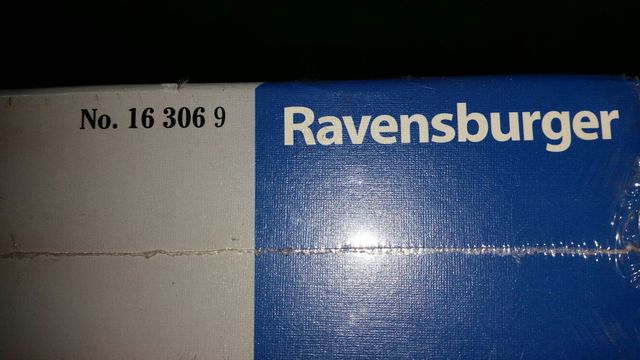 No. 16 306 9
Ravensburger